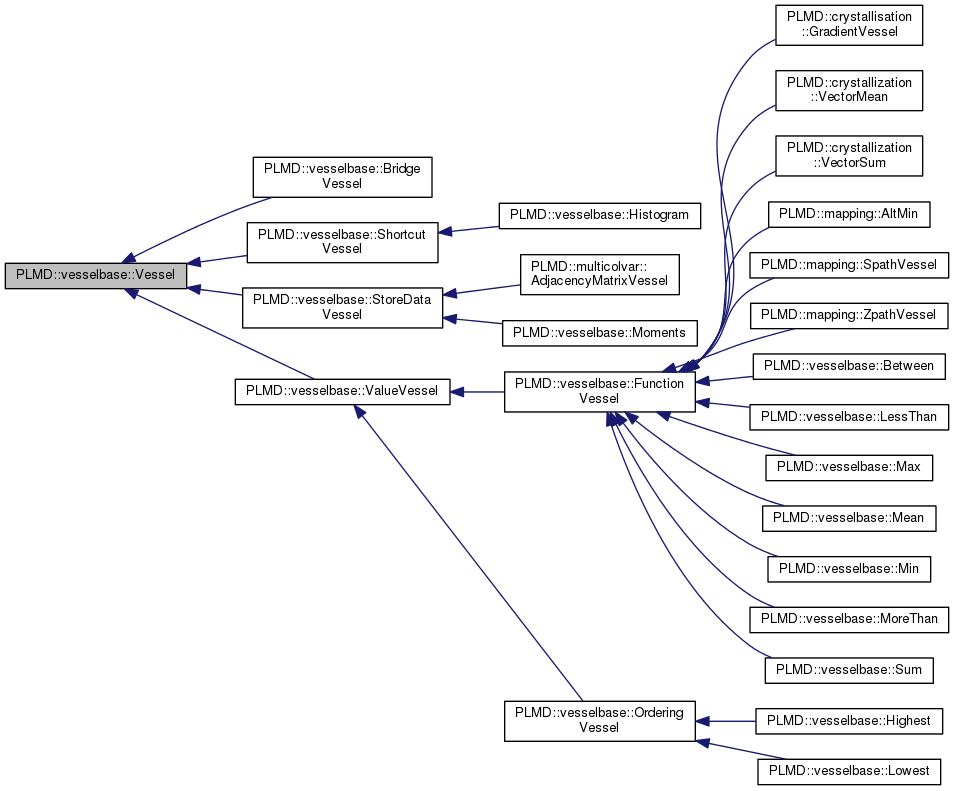 PLMD::vesselbase::Vessel
PLMD::vesselbase::Bridge
Vessel
PLMD::vesselbase::Shortcut
Vessel
PLMD::vesselbase::StoreData
Vessel
PLMD::vesselbase::ValueVessel
PLMD::vesselbase::Histogram
PLMD::multicolvar::
AdjacencyMatrixVessel
PLMD::vesselbase::Moments
PLMD::vesselbase::Function
Vessel
PLMD::vesselbase::Ordering
Vessel
PLMD::crystallisation
::GradientVessel
PLMD::crystallization
::VectorMean
PLMD::crystallization
::VectorSum
PLMD::mapping::AltMin
PLMD::mapping::SpathVessel
PLMD::mapping::ZpathVessel
PLMD::vesselbase::Between
PLMD::vesselbase::LessThan
PLMD::vesselbase::Max
PLMD::vesselbase::Mean
PLMD::vesselbase::Min
PLMD::vesselbase::MoreThan
PLMD::vesselbase::Sum
PLMD::vesselbase::Highest
PLMD::vesselbase::Lowest